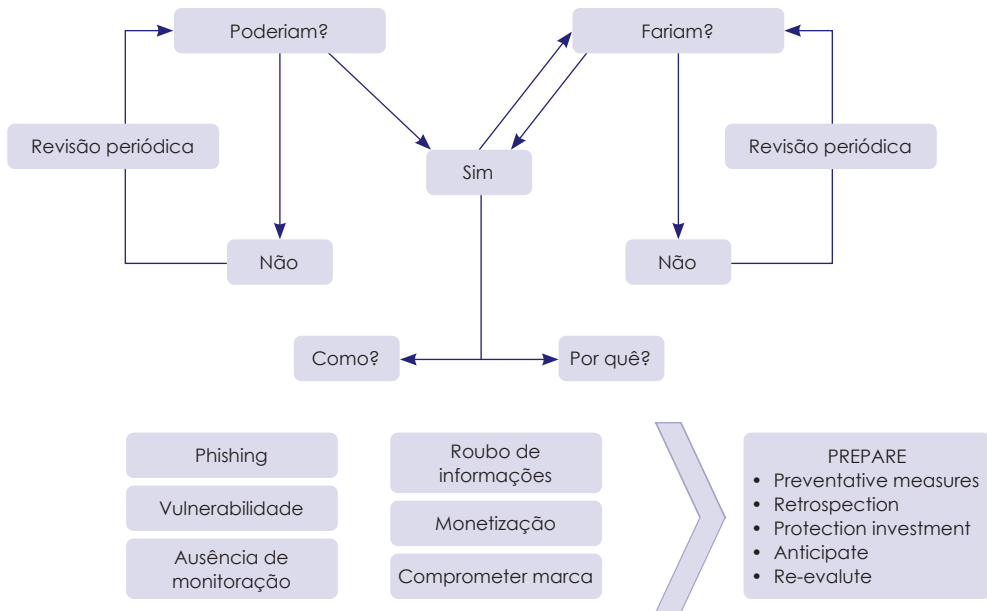 Poderiam?
Fariam?
Revisão periódica
Revisão periódica
Sim
Não
Não
Como?
Por quê?
Phishing
Vulnerabilidade
Ausência de
monitoração
Roubo de
informações
Monetização
Comprometer marca
PREPARE
• Preventative measures
• Retrospection
• Protection investment
• Anticipate
• Re-evalute